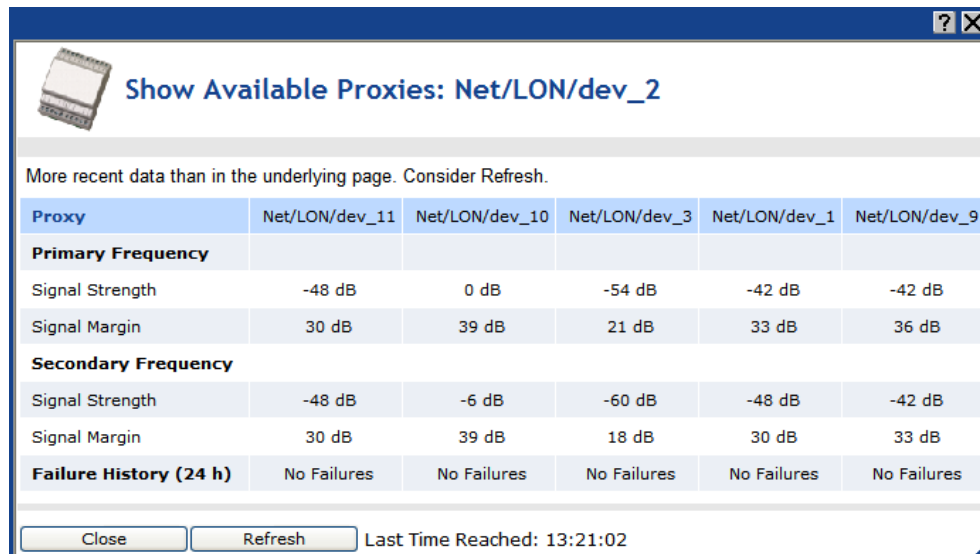 ?
Show Available Proxies: Net/LON/dev_2
More recent data than in the underlying page. Consider Refresh.
Proxy Net/LON/dev_11 Net/LON/dev_10 Net/LON/dev_3 Net/LON/dev_1 Net/LON/dev_9
Primary Frequency
Signal Strength -48 dB 0 dB -54 dB -42 dB -42 dB
Signal Margin 30 dB 39 dB 21 dB 33 dB 36 dB
Secondary Frequency
Signal Strength -48 dB -6 dB -60 dB -48 dB -42 dB
Signal Margin 30 dB 39 dB 18 dB 30 dB 33 dB
Failure History (24 h) No Failures No Failures No Failures No Failures No Failures
Close Refresh Last Time Reached: 13:21:02